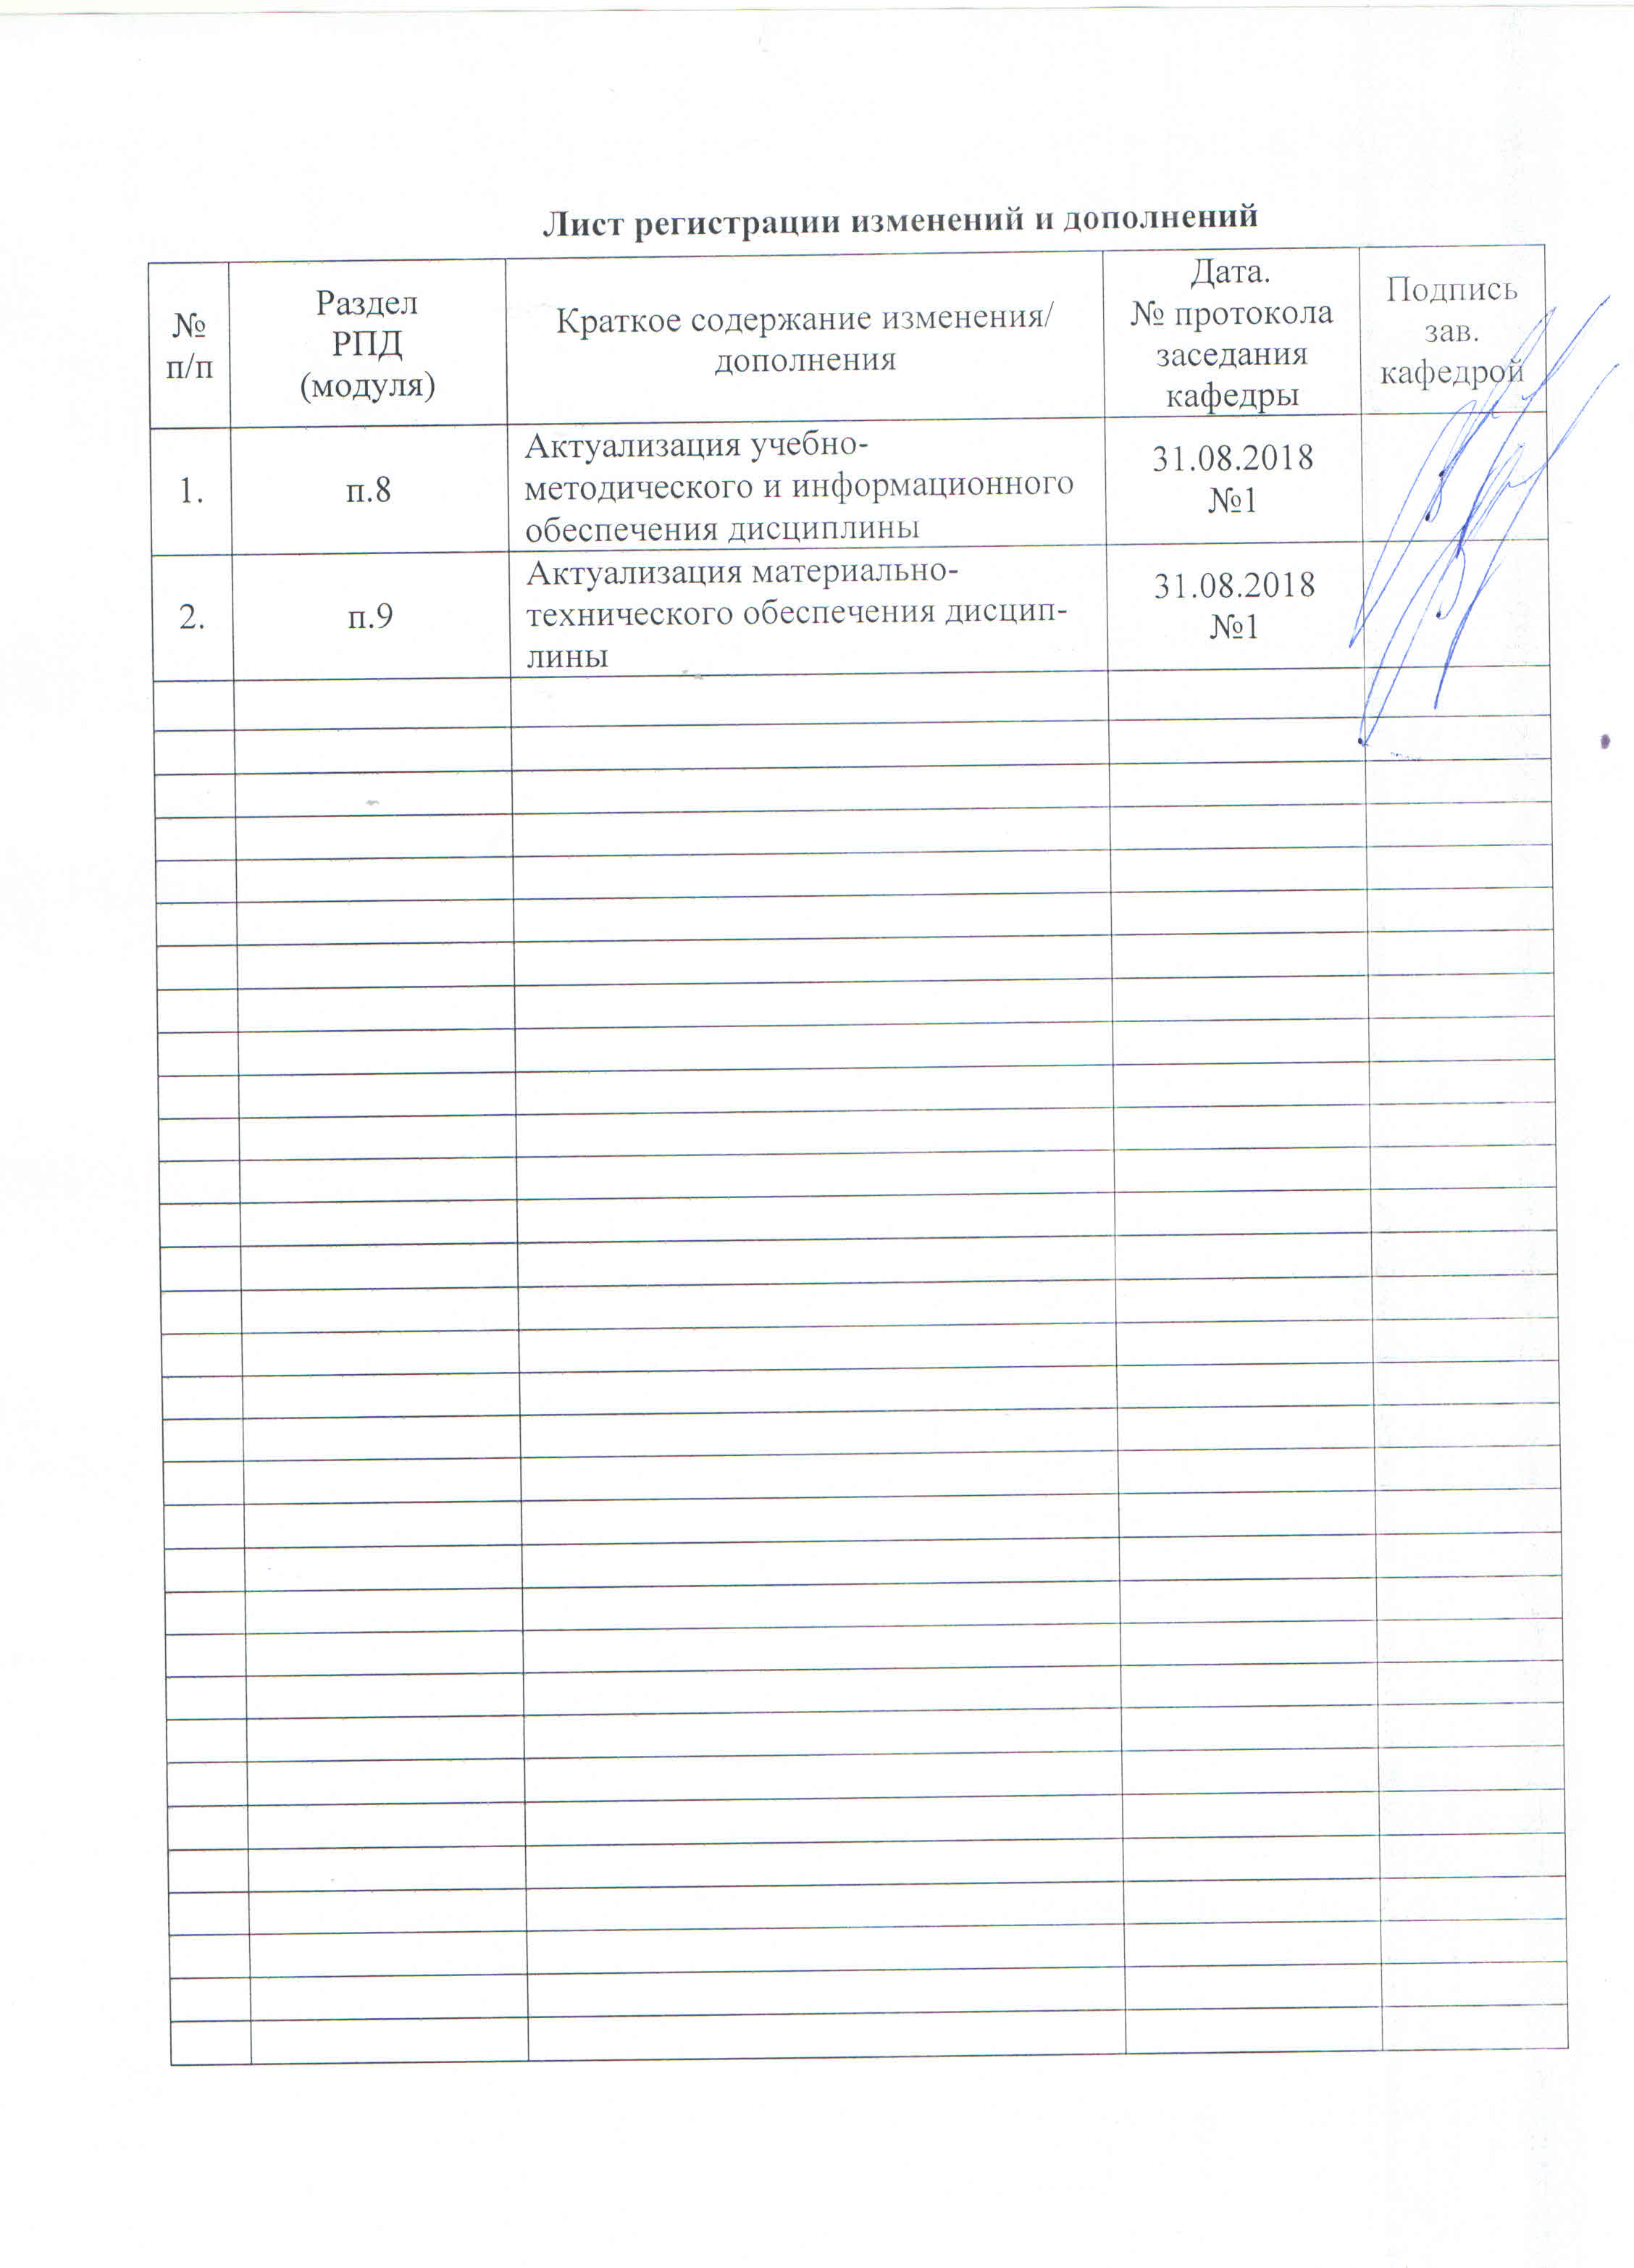 Лист регистрации изменений и дополнений
№
п/п
Раздел
РПД
(модуля)
Краткое содержание изменения/
дополнения
Дата.
№ протокола
заседания
кафедры
Подпись
зав.
кафедрой
1.
п.8
Актуализация учебно-
методического и информационного
обеспечения дисциплины
31.08.2018
№1
2.
п.9
Актуализация материально-
технического обеспечения дисцип-
лины
31.08.2018
№1